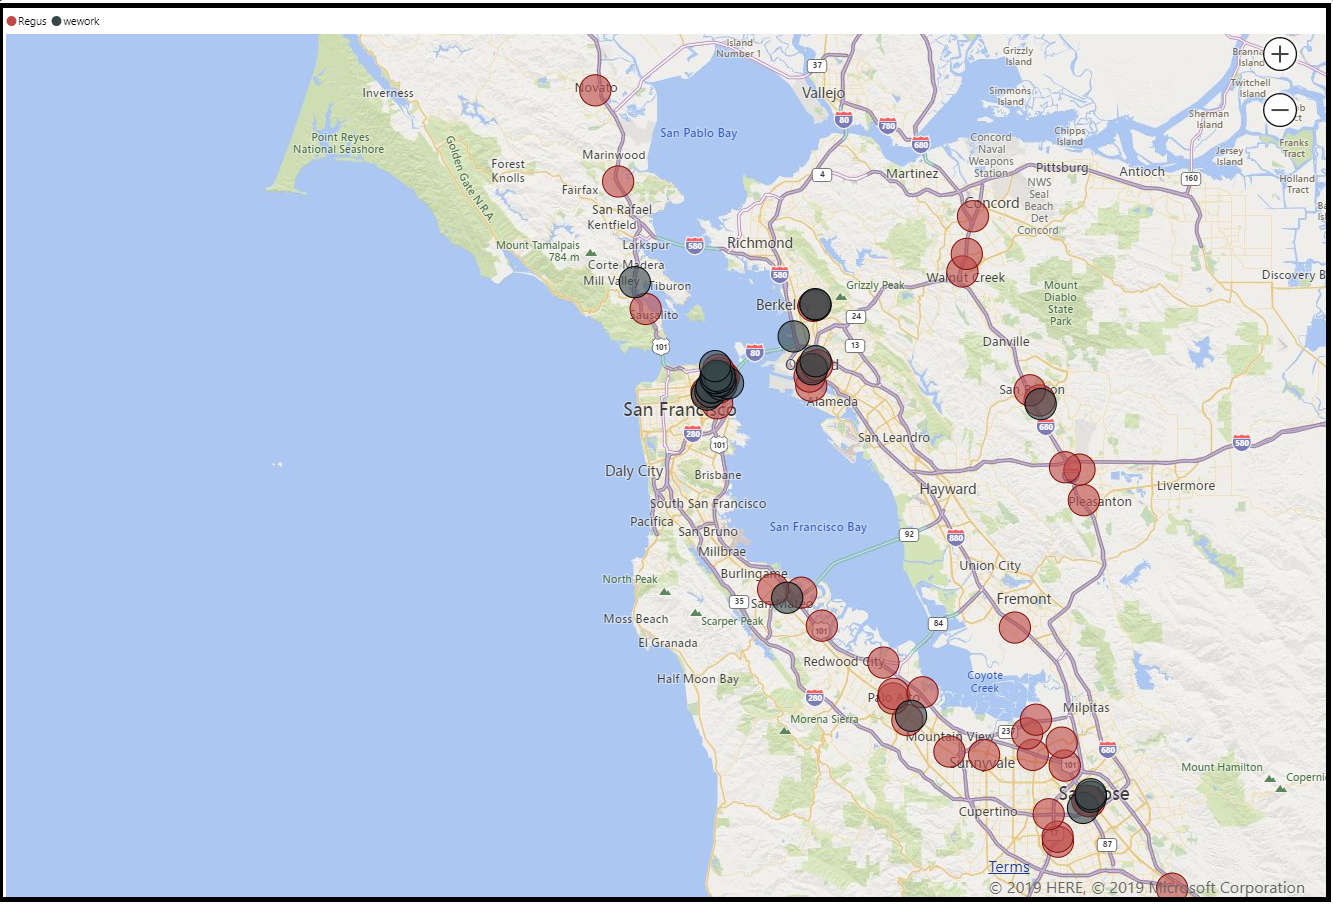 Regus wework
Island
Number 1
Grizzly
Island
Branna
Island
37
Novato
Inverness
Vallejo
Simmons
Island
Twitchell
Island
80
780
Sherman
Island
Point Reyes
National Seashore
San Pablo Bay
Concord
Naval
Weapons
Station
Chipps
Island
680
Franks
Tract
Golden Gate N.R.A.
Marinwood
Jersey
Island
Forest
Knolls
4
Martinez
Pittsburg
Antioch
160
Holland
Tract
Fairfax
NWS
Seal
Beach
Det
Concord
San Rafael
Kentfield
Concord
Mount Tamalpais
784 m
Larkspur
580
Richmond
Corte Madera
580
Walnut Creek
Discovery B
Mill Valley
Tiburon
Grizzly Peak
Mount
Diablo
State
Park
Sausalito
24
101
80
13
Danville
Alameda
San Francisco
280
101
San Leandro
680
580
Daly City
Brisbane
Hayward
Livermore
South San Francisco
Pleasanton
Pacifica
San Bruno
San Francisco Bay
92
880
Millbrae
Burlingame
Union City
North Peak
35
San Mateo
Fremont
Moss Beach
Scarper Peak
101
84
El Granada
Redwood City
Half Moon Bay
Coyote
Creek
280
Palo Alto
Milpitas
Morena Sierra
237
Mountain View
680
Sunnyvale
101
Mount Hamilton
Coperni
San Jose
Cupertino
87
Terms
© 2019 HERE, © 2019 Microsoft Corporation